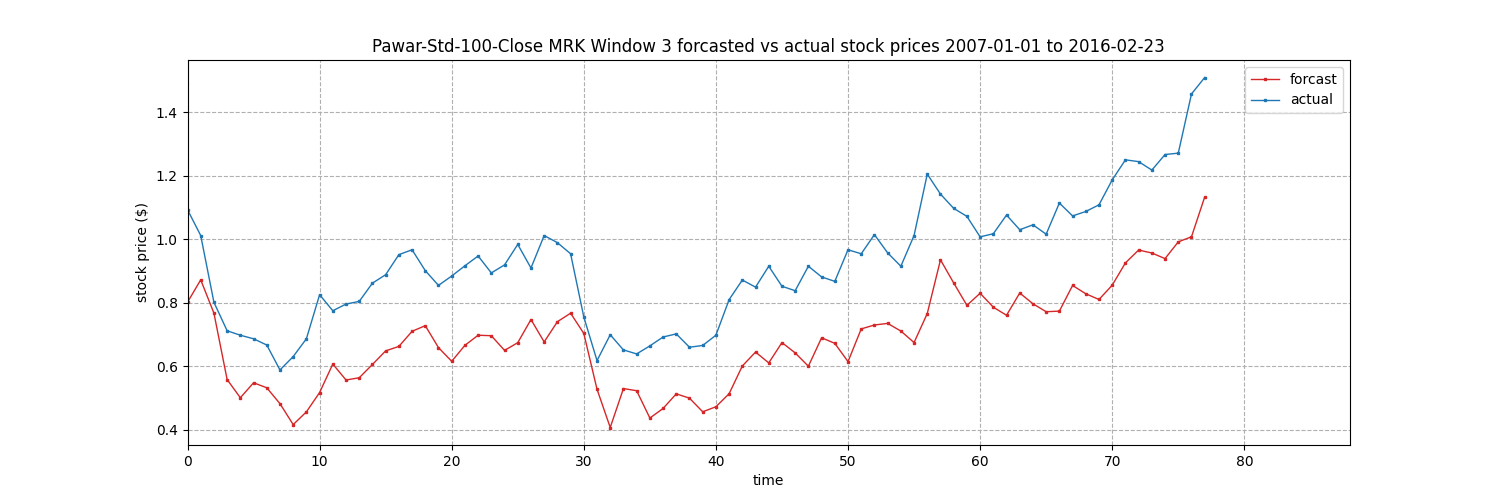 Pawar-Std-100-Close MRK Window 3 forcasted vs actual stock prices 2007-01-01 to 2016-02-23
forcast
actual
stock price ($)
1.4
1.2
1.0
0.8
0.6
0.4
0 10 20 30 40 50 60 70 80
time